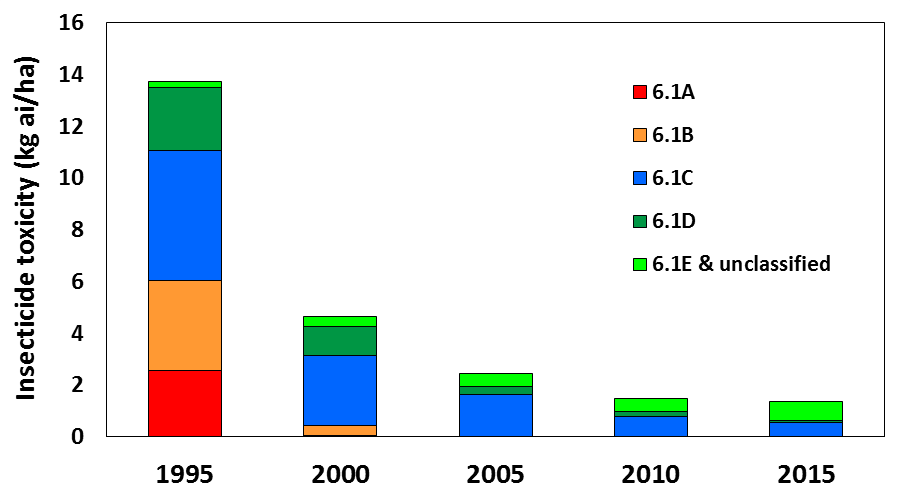 Insecticide toxicity (kg ai/ha)
16
14
12
10
8
6
4
2
0
6.1A
6.1B
6.1C
6.1D
6.1E & unclassified
1995 2000 2005 2010 2015